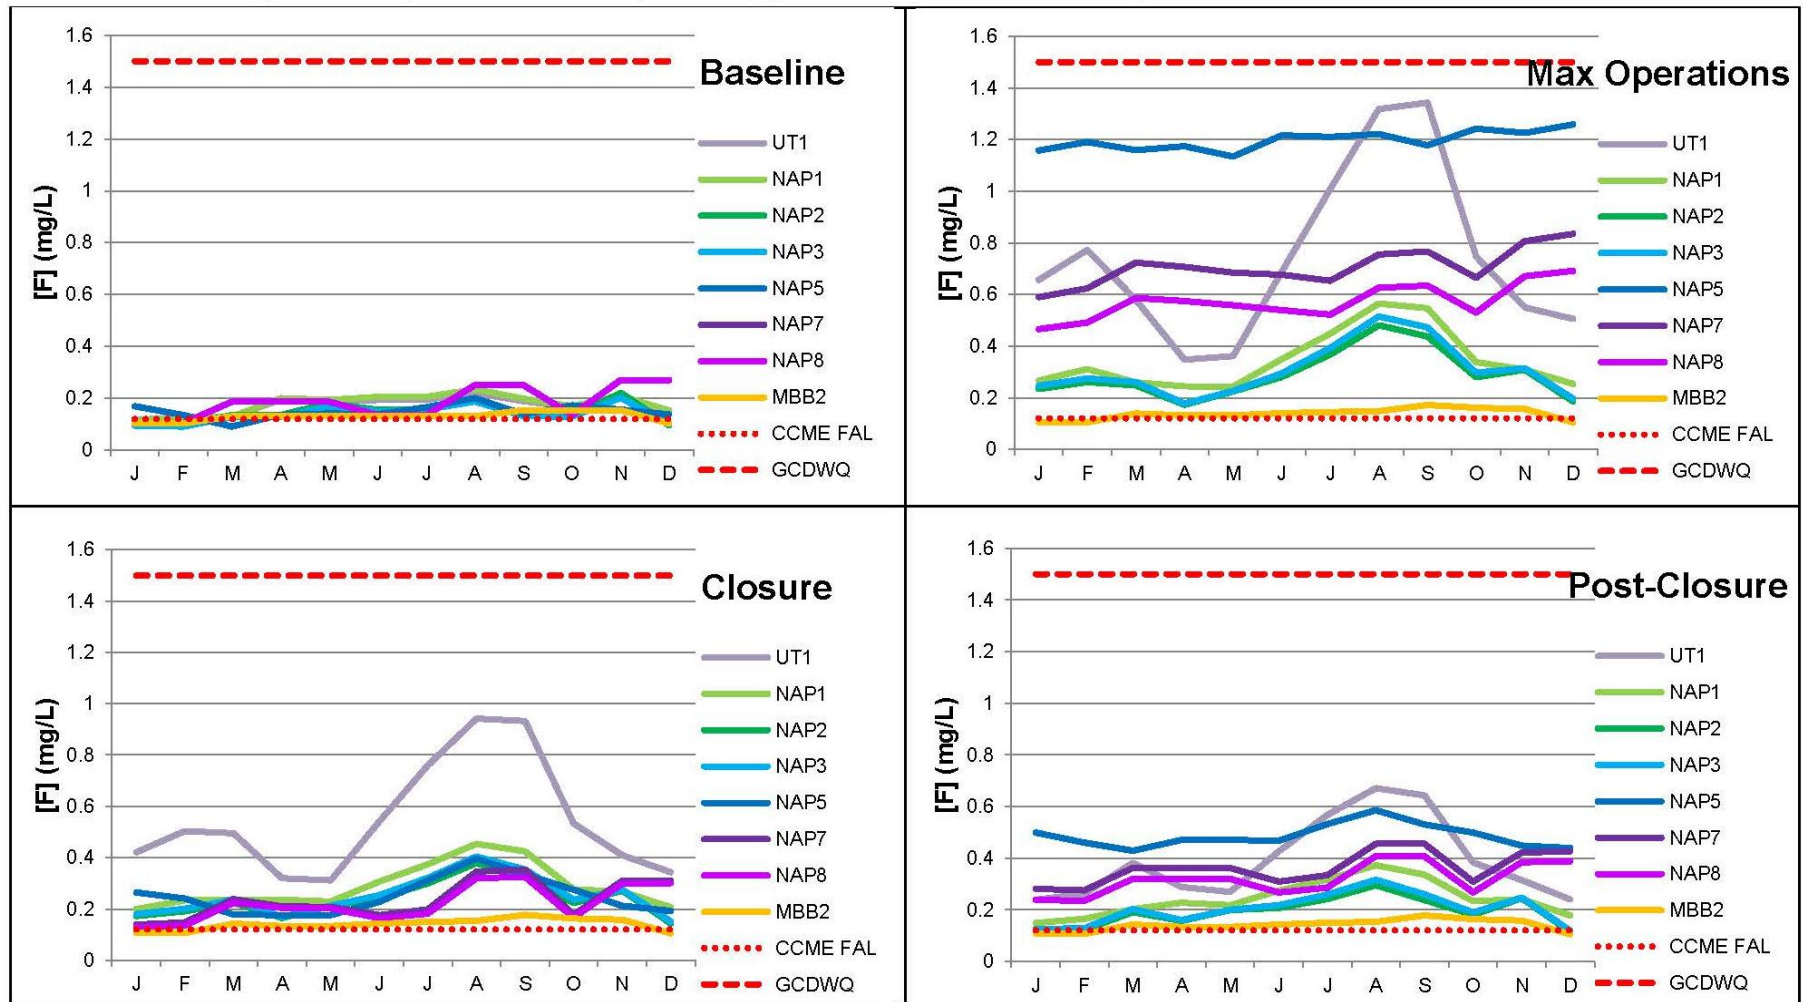 Baseline
[F] (mg/L)
1.6
1.4
1.2
1
0.8
0.6
0.4
0.2
0
J F M A M J J A S O N D
UT1
NAP1
NAP2
NAP3
NAP5
NAP7
NAP8
MBB2
CCME FAL
GCDWQ
Max Operations
[F] (mg/L)
1.6
1.4
1.2
1
0.8
0.6
0.4
0.2
0
J F M A M J J A S O N D
UT1
NAP1
NAP2
NAP3
NAP5
NAP7
NAP8
MBB2
CCME FAL
GCDWQ
Closure
[F] (mg/L)
1.6
1.4
1.2
1
0.8
0.6
0.4
0.2
0
J F M A M J J A S O N D
UT1
NAP1
NAP2
NAP3
NAP5
NAP7
NAP8
MBB2
CCME FAL
GCDWQ
Post-Closure
[F] (mg/L)
1.6
1.4
1.2
1
0.8
0.6
0.4
0.2
0
J F M A M J J A S O N D
UT1
NAP1
NAP2
NAP3
NAP5
NAP7
NAP8
MBB2
CCME FAL
GCDWQ